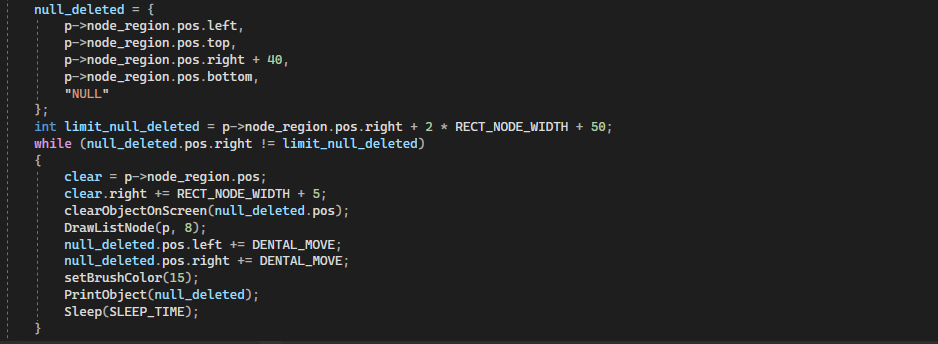 null_deleted = {
p->node_region.pos.left,
p->node_region.pos.top,
p->node_region.pos.right + 40,
p->node_region.pos.bottom,
"NULL"
};
int limit_null_deleted = p->node_region.pos.right + 2 * RECT_NODE_WIDTH + 50;
while (null_deleted.pos.right != limit_null_deleted)
{
clear = p->node_region.pos;
clear.right += RECT_NODE_WIDTH + 5;
clearObjectOnScreen(null_deleted.pos);
DrawListNode(p, 8);
null_deleted.pos.left += DENTAL_MOVE;
null_deleted.pos.right += DENTAL_MOVE;
setBrushColor(15);
PrintObject(null_deleted);
Sleep(SLEEP_TIME);
}